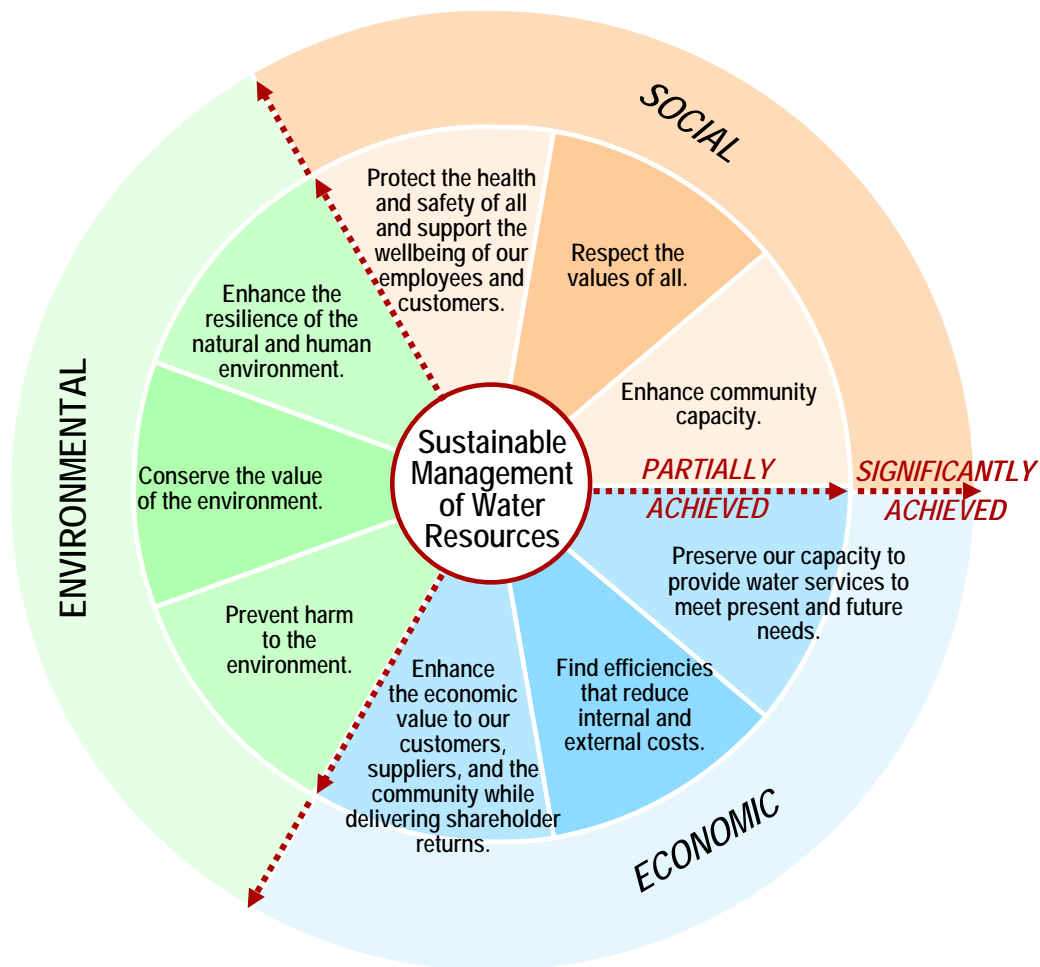 SOCIAL
Protect the health
and safety of all
and support the
wellbeing of our
employees and
customers.
Respect the
values of all.
Enhance community
capacity.
Enhance the
resilience of the
natural and human
environment.
ENVIRONMENTAL
Conserve the value
of the environment.
Prevent harm
to the
environment.
Sustainable
Management
of Water
Resources
PARTIALLY
ACHIEVED
SIGNIFICANTLY
ACHIEVED
Preserve our capacity to
provide water services to
meet present and future
needs.
Find efficiencies
that reduce
internal and
external costs.
Enhance
the economic
value to our
customers,
suppliers, and the
community while
delivering shareholder
returns.
ECONOMIC